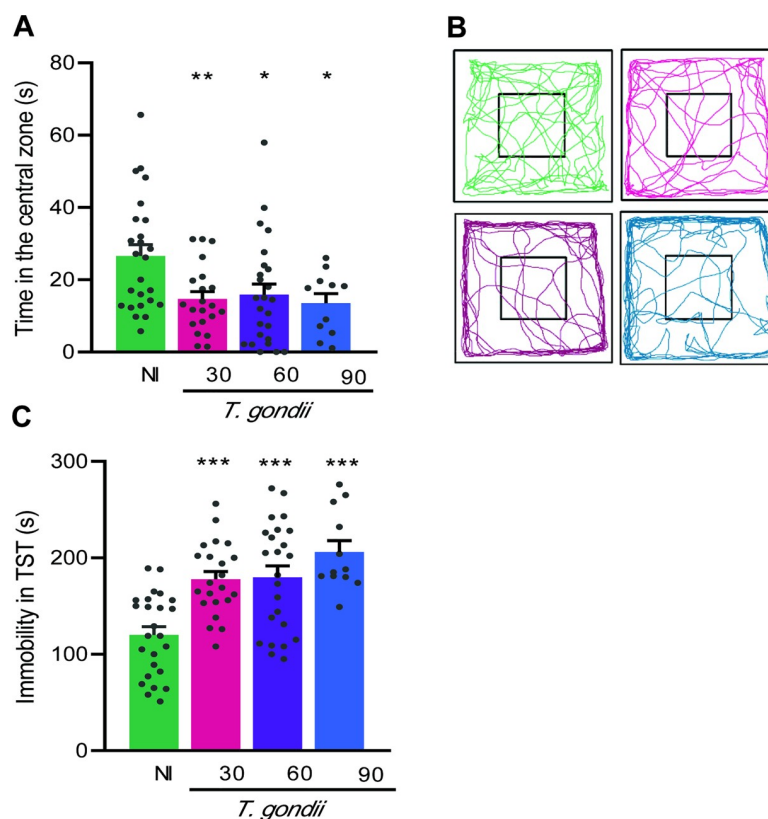 A
Time in the central zone (s)
80
60
40
20
0
** * *
NI 30 60 90
T. gondii
B
C
Immobility in TST (s)
300
200
100
0
*** *** ***
NI 30 60 90
T. gondii